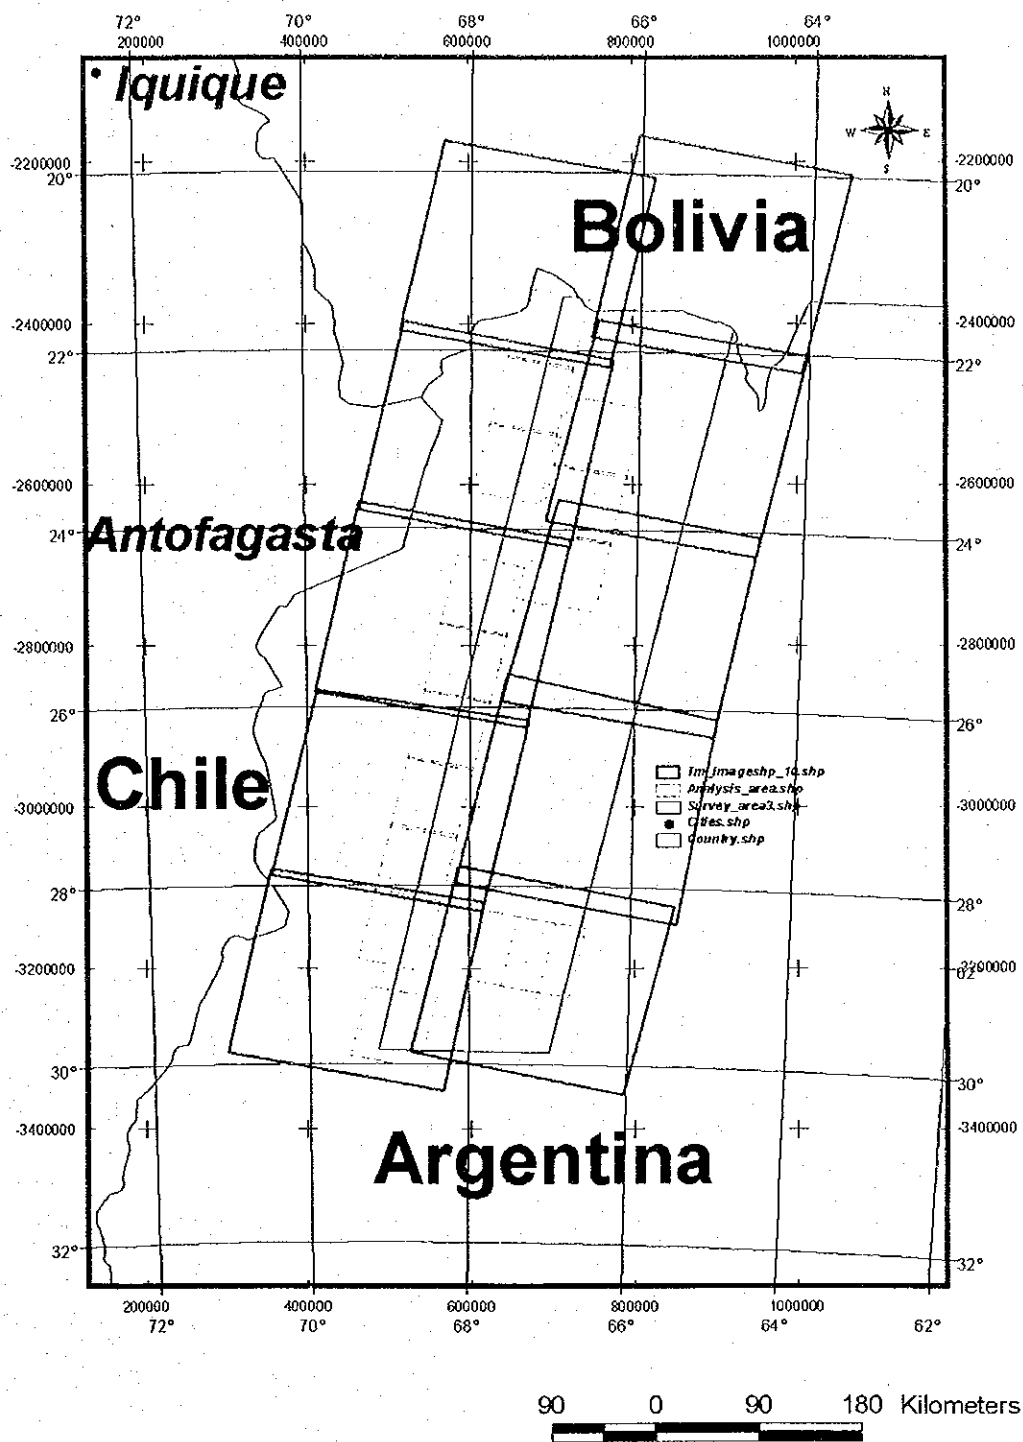 72° 70° 68° 66° 64°
200000 400000 600000 800000 1000000
Iquique
N
W E
S
-2200000 -2200000
20° 20°
Bolivia
-2400000 -2400000
22° 22°
-2600000 -2600000
Antofagasta
24° 24°
-2800000 -2800000
26° 26°
Chile
Tm_imageshp_10.shp
Analysis_area.shp
-3000000 Survey_area3.shp -3000000
Cities.shp
Country.shp
28° 28°
-3200000
62°
30° 30°
-3400000 -3400000
Argentina
32° 32°
200000 400000 600000 800000 1000000
72° 70° 68° 66° 64° 62°
90 0 90 180 Kilometers